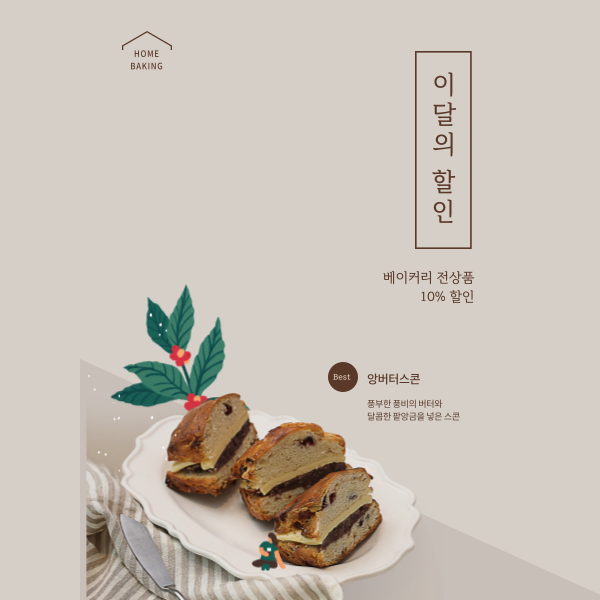 HOME
BAKING
이달의 할인
베이커리 전상품
10% 할인
Best
앙버터스콘
풍부한 풍비의 버터와
달콤한 팥앙금을 넣은 스콘